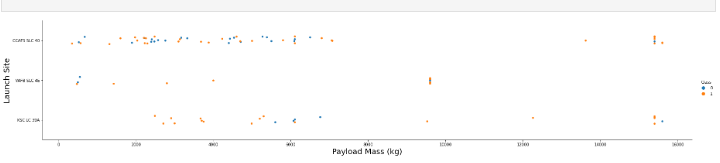 CCAFS SLC 40
VAFB SLC 4E
KSC LC 39A
Launch Site
0
2000
4000
6000
8000
10000
12000
14000
16000
Payload Mass (kg)
Class
0
1